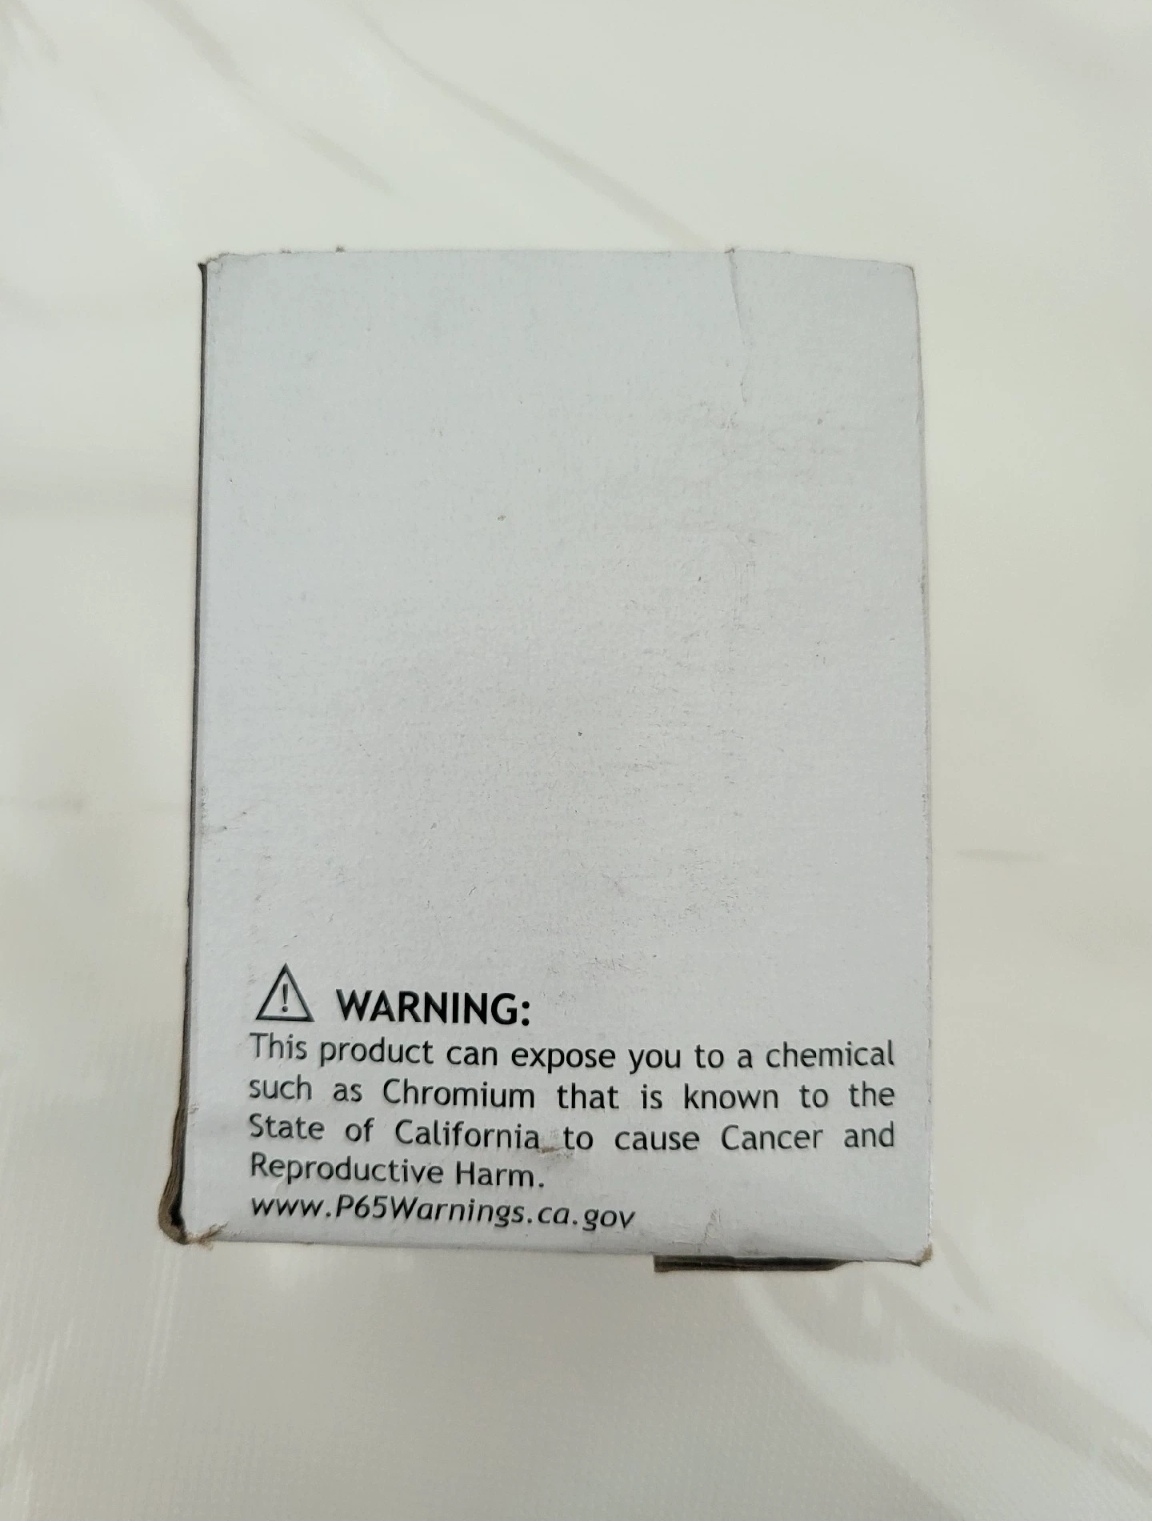 WARNING:
This product can expose you to a chemical
such as Chromium that is known to the
State of California to cause Cancer and
Reproductive Harm.
www.P65Warnings.ca.gov